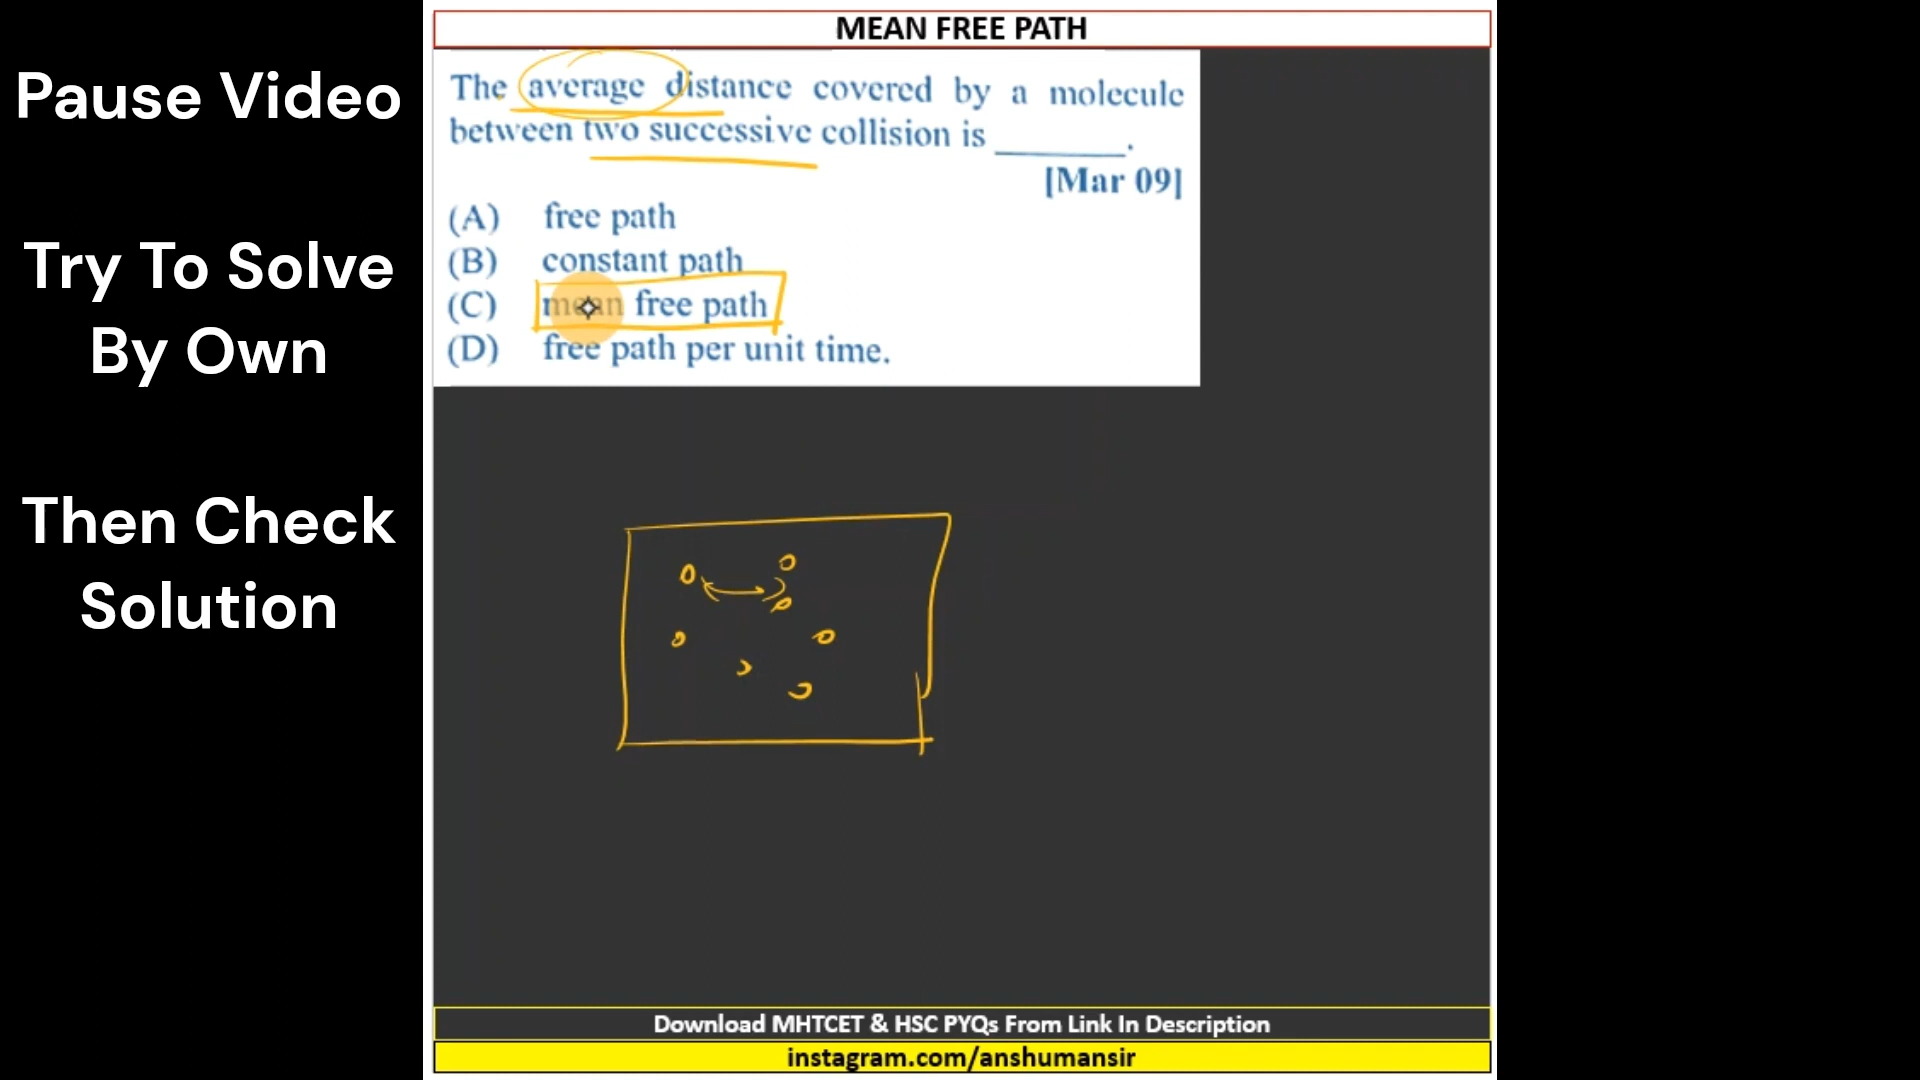 Pause Video
Try To Solve
By Own
Then Check
Solution
MEAN FREE PATH
The average distance covered by a molecule
between two successive collision is ________.
[Mar 09]
(A) free path
(B) constant path
(C) mean free path
(D) free path per unit time.
Download MHTCET & HSC PYQs From Link In Description
instagram.com/anshumansir